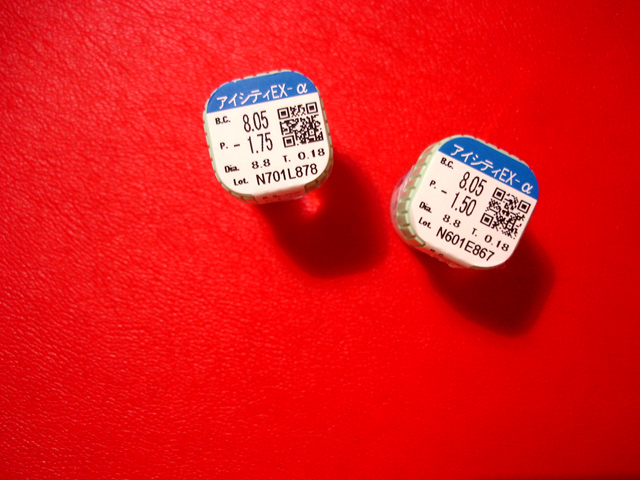 アイシティEX-α
B.C. 8.05
P. - 1.75
Dia. 8.8 T. 0.18
Lot. N701L878
アイシティEX-α
B.C. 8.05
P. - 1.50
Dia. 8.8 T. 0.18
Lot. N601E867